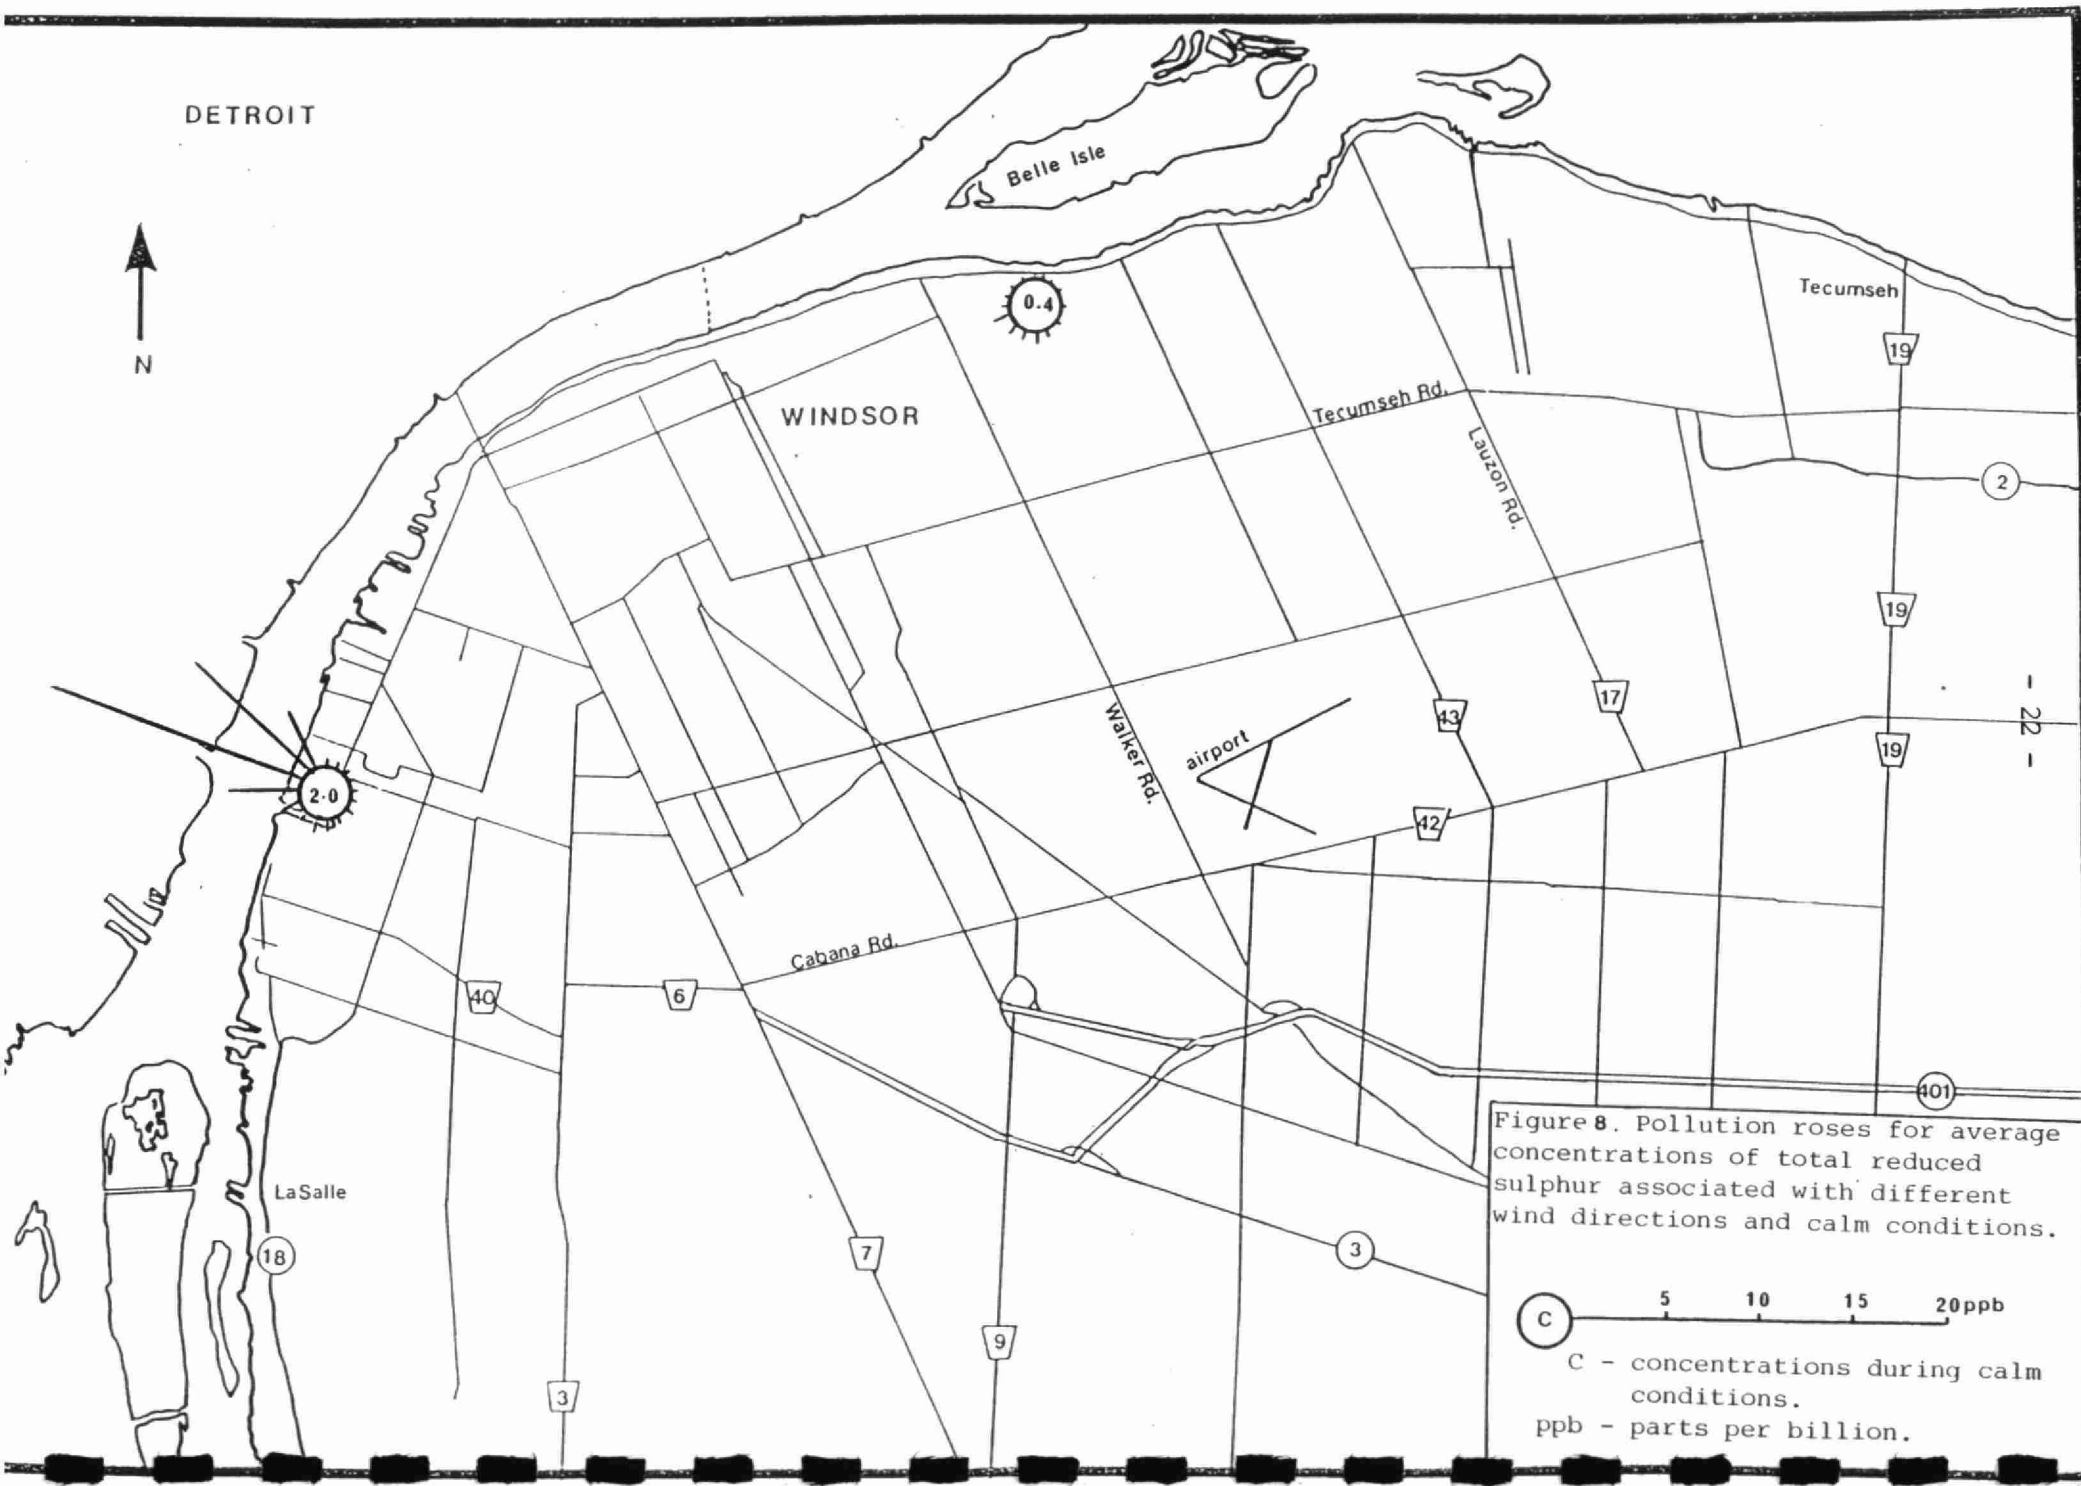 DETROIT
Belle Isle
N
0.4
Tecumseh
19
WINDSOR
Tecumseh Rd.
Lauzon Rd.
2
19
- 22 -
17
43
Walker Rd.
airport
19
2.0
42
Cabana Rd.
40
6
401
Figure 8. Pollution roses for average
concentrations of total reduced
sulphur associated with different
wind directions and calm conditions.
LaSalle
18
7
3
9
3
5 10 15 20ppb
C
C - concentrations during calm
conditions.
ppb - parts per billion.